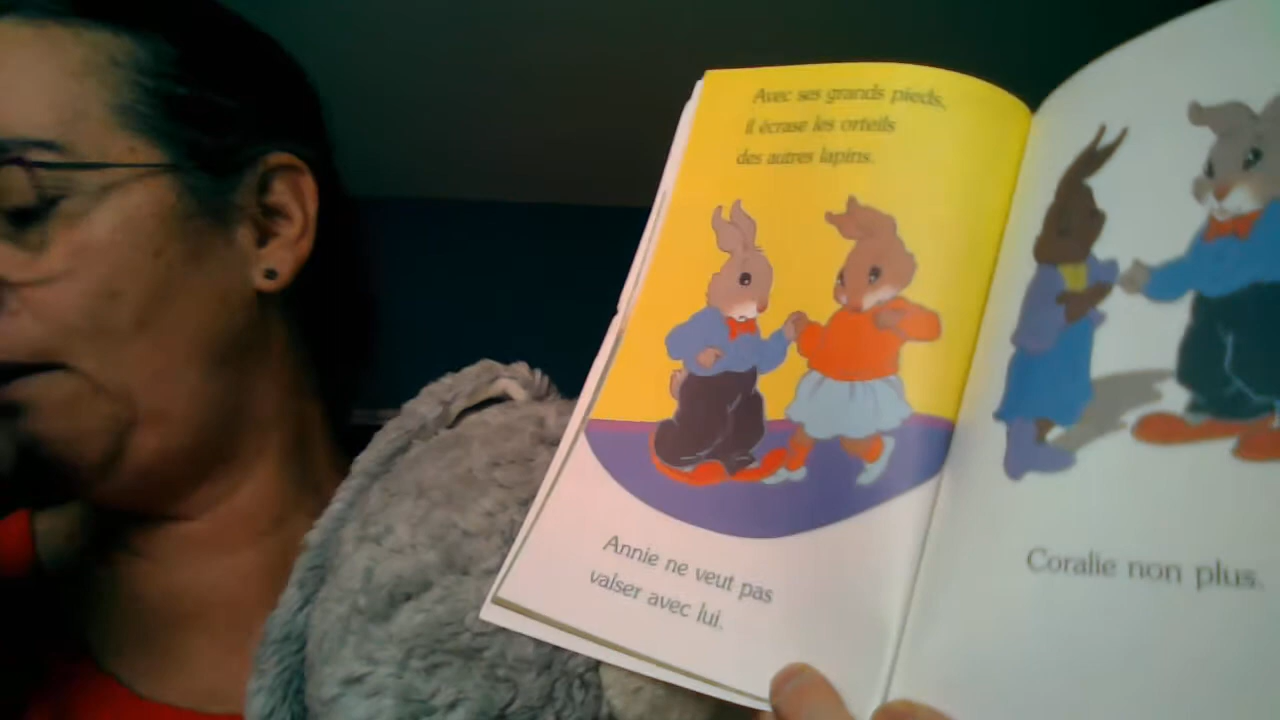 Avec ses grands pieds,
il écrase les orteils
des autres lapins.
Annie ne veut pas
valser avec lui.
Coralie non plus.